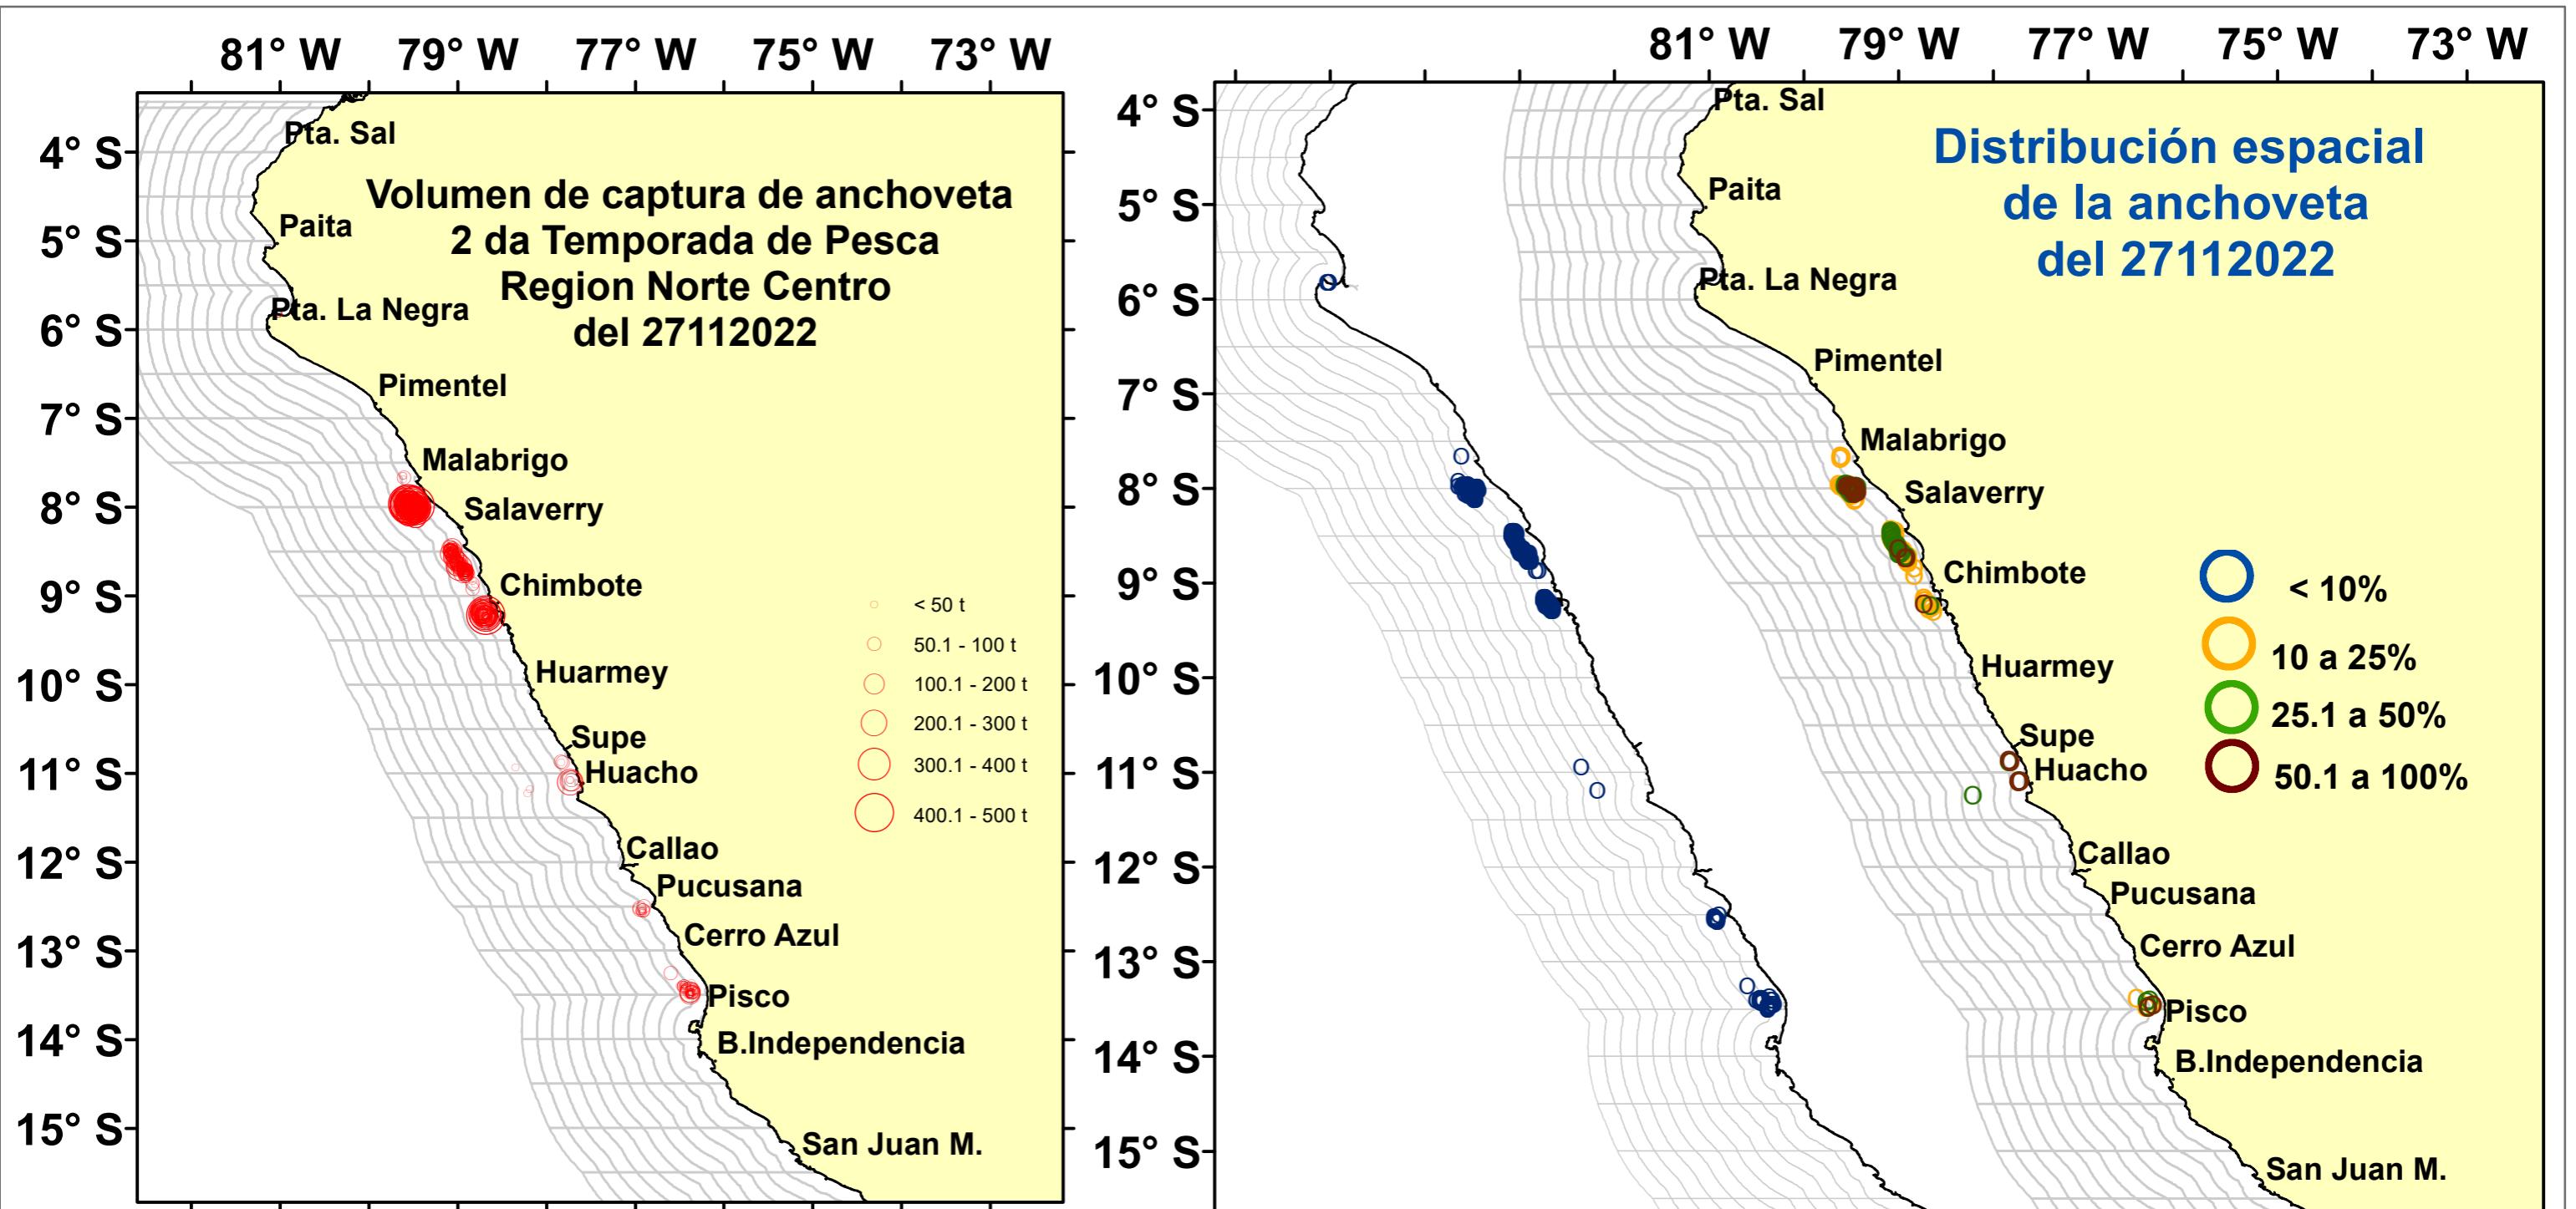 81° W 79° W 77° W 75° W 73° W
4° S
5° S
6° S
7° S
8° S
9° S
10° S
11° S
12° S
13° S
14° S
15° S
Volumen de captura de anchoveta
2 da Temporada de Pesca
Region Norte Centro
del 27112022
Pta. Sal
Paita
Pta. La Negra
Pimentel
Malabrigo
Salaverry
Chimbote
Huarmey
Supe
Huacho
Callao
Pucusana
Cerro Azul
Pisco
B.Independencia
San Juan M.
< 50 t
50.1 - 100 t
100.1 - 200 t
200.1 - 300 t
300.1 - 400 t
400.1 - 500 t
81° W 79° W 77° W 75° W 73° W
4° S
5° S
6° S
7° S
8° S
9° S
10° S
11° S
12° S
13° S
14° S
15° S
Distribución espacial
de la anchoveta
del 27112022
Pta. Sal
Paita
Pta. La Negra
Pimentel
Malabrigo
Salaverry
Chimbote
Huarmey
Supe
Huacho
Callao
Pucusana
Cerro Azul
Pisco
B.Independencia
San Juan M.
< 10%
10 a 25%
25.1 a 50%
50.1 a 100%